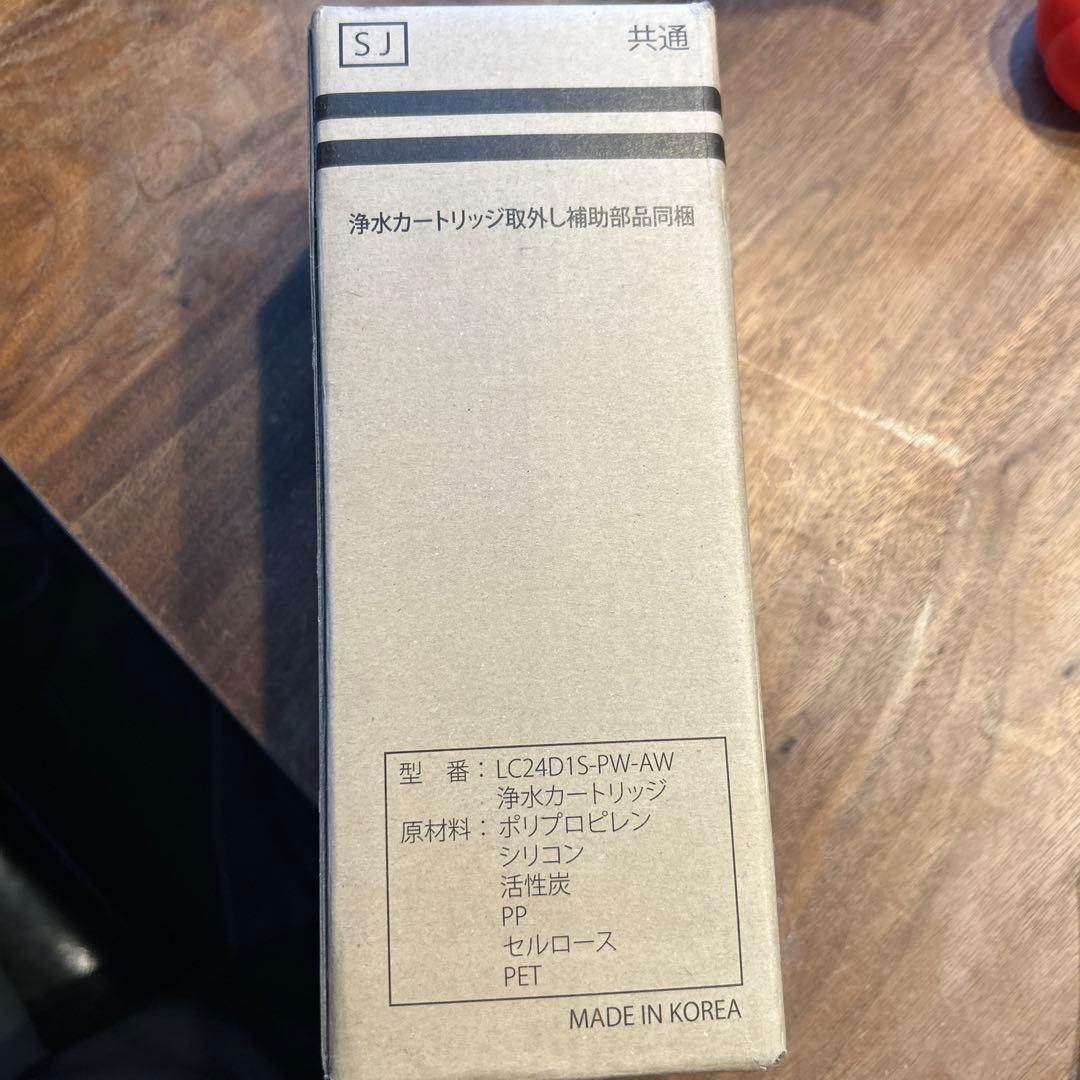 SJ
共通
浄水カートリッジ取外し補助部品同梱
型 番：LC24D1S-PW-AW
浄水カートリッジ
原材料：ポリプロピレン
シリコン
活性炭
PP
セルロース
PET
MADE IN KOREA